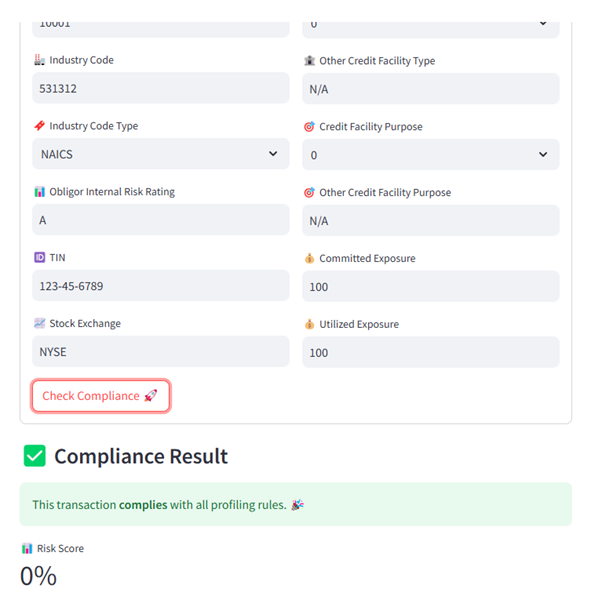 10001
0
Industry Code
Other Credit Facility Type
531312
N/A
Industry Code Type
Credit Facility Purpose
NAICS
0
Obligor Internal Risk Rating
Other Credit Facility Purpose
A
N/A
ID TIN
Committed Exposure
123-45-6789
100
Stock Exchange
Utilized Exposure
NYSE
100
Check Compliance
Compliance Result
This transaction complies with all profiling rules.
Risk Score
0%